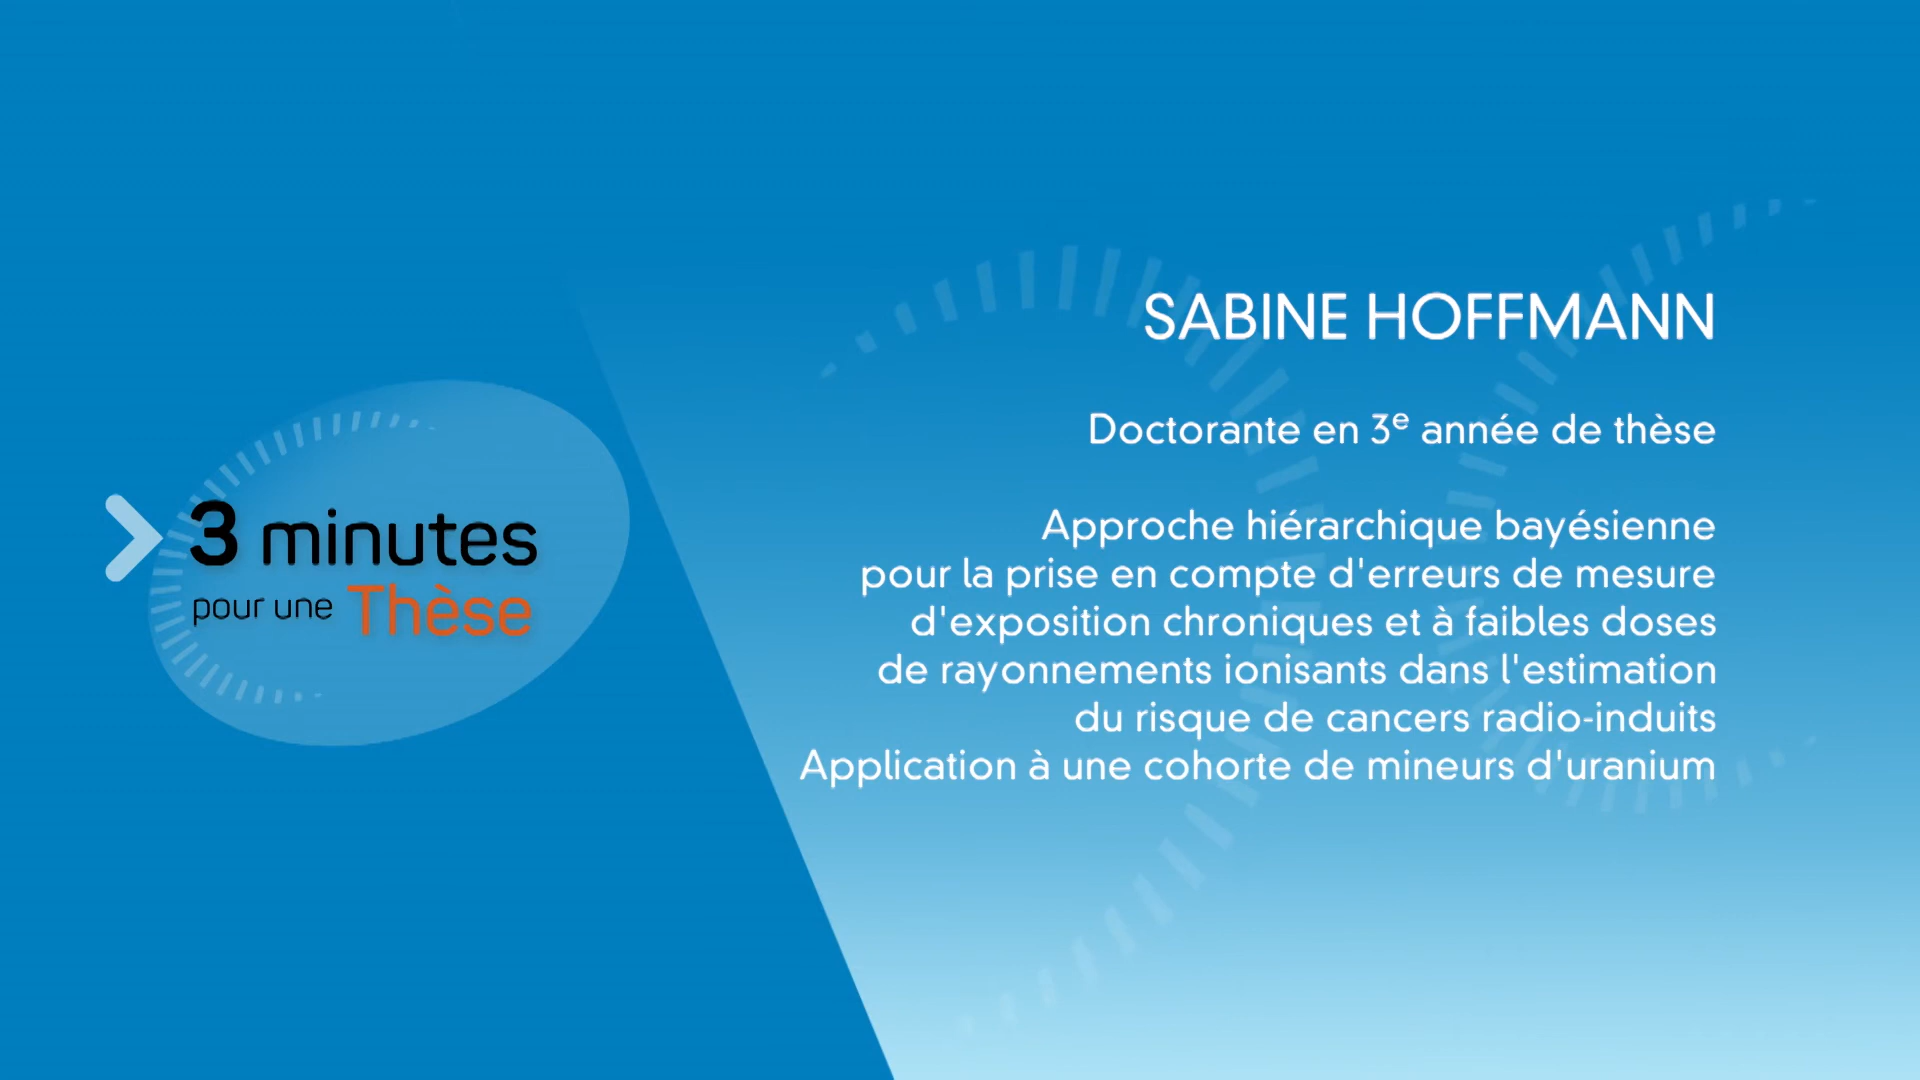 3 minutes
pour une Thèse
SABINE HOFFMANN
Doctorante en 3e année de thèse
Approche hiérarchique bayésienne
pour la prise en compte d'erreurs de mesure
d'exposition chroniques et à faibles doses
de rayonnements ionisants dans l'estimation
du risque de cancers radio-induits
Application à une cohorte de mineurs d'uranium